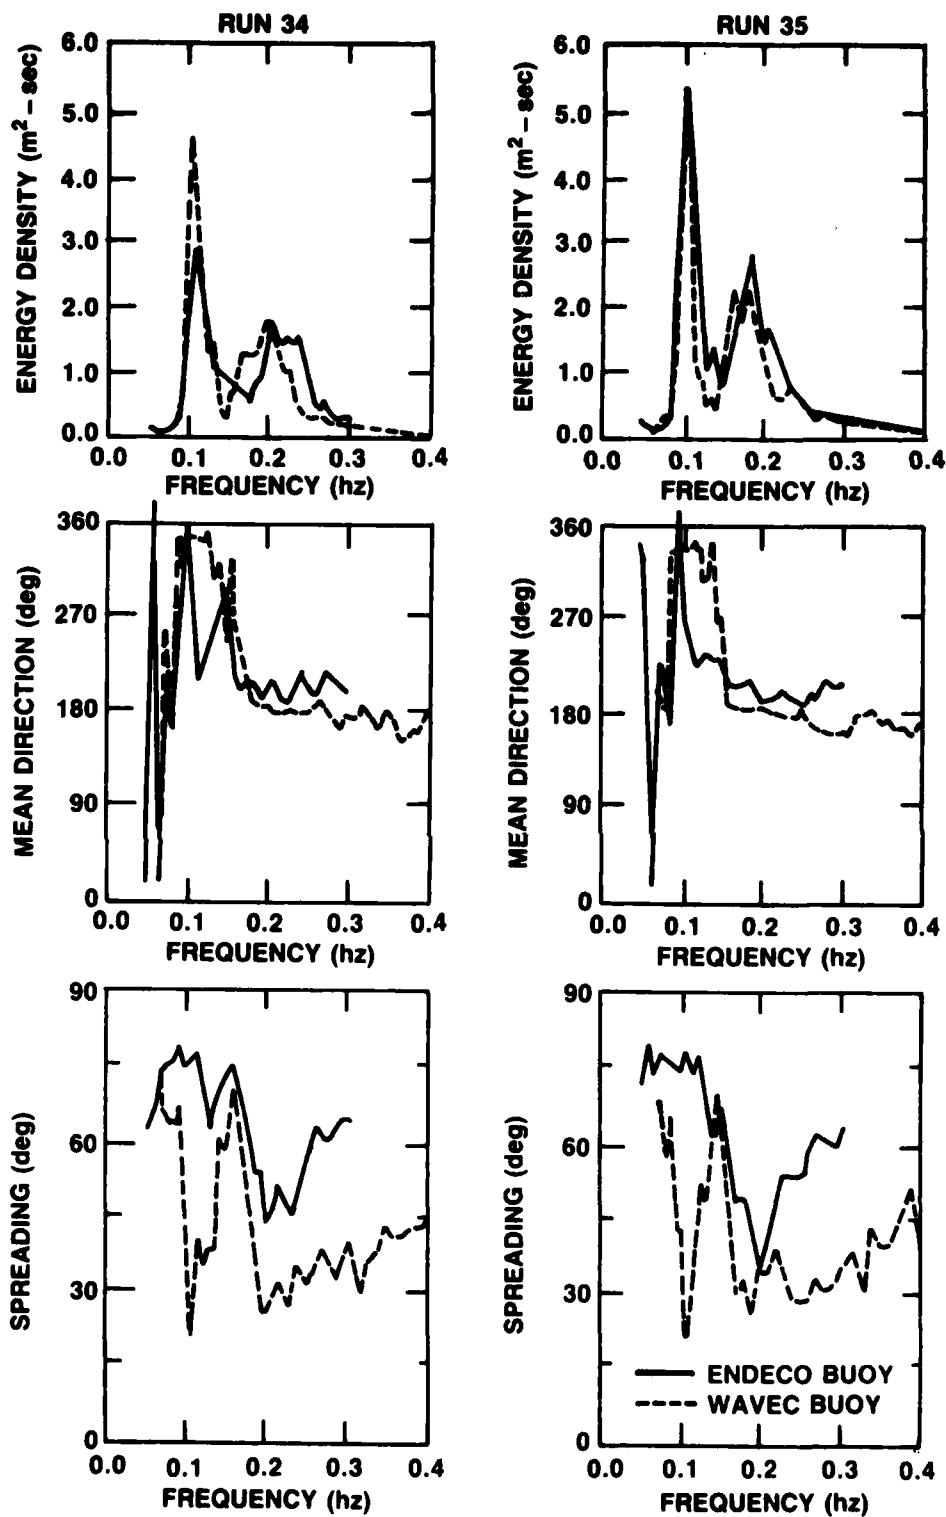 RUN 34
ENERGY DENSITY (m² – sec)
6.0
5.0
4.0
3.0
2.0
1.0
0.0
0.0 0.1 0.2 0.3 0.4
FREQUENCY (hz)
RUN 35
ENERGY DENSITY (m² – sec)
6.0
5.0
4.0
3.0
2.0
1.0
0.0
0.0 0.1 0.2 0.3 0.4
FREQUENCY (hz)
MEAN DIRECTION (deg)
360
270
180
90
0
0.0 0.1 0.2 0.3 0.4
FREQUENCY (hz)
MEAN DIRECTION (deg)
360
270
180
90
0
0.0 0.1 0.2 0.3 0.4
FREQUENCY (hz)
SPREADING (deg)
90
60
30
0
0.0 0.1 0.2 0.3 0.4
FREQUENCY (hz)
SPREADING (deg)
90
60
30
0
ENDECO BUOY
WAVEC BUOY
0.0 0.1 0.2 0.3 0.4
FREQUENCY (hz)